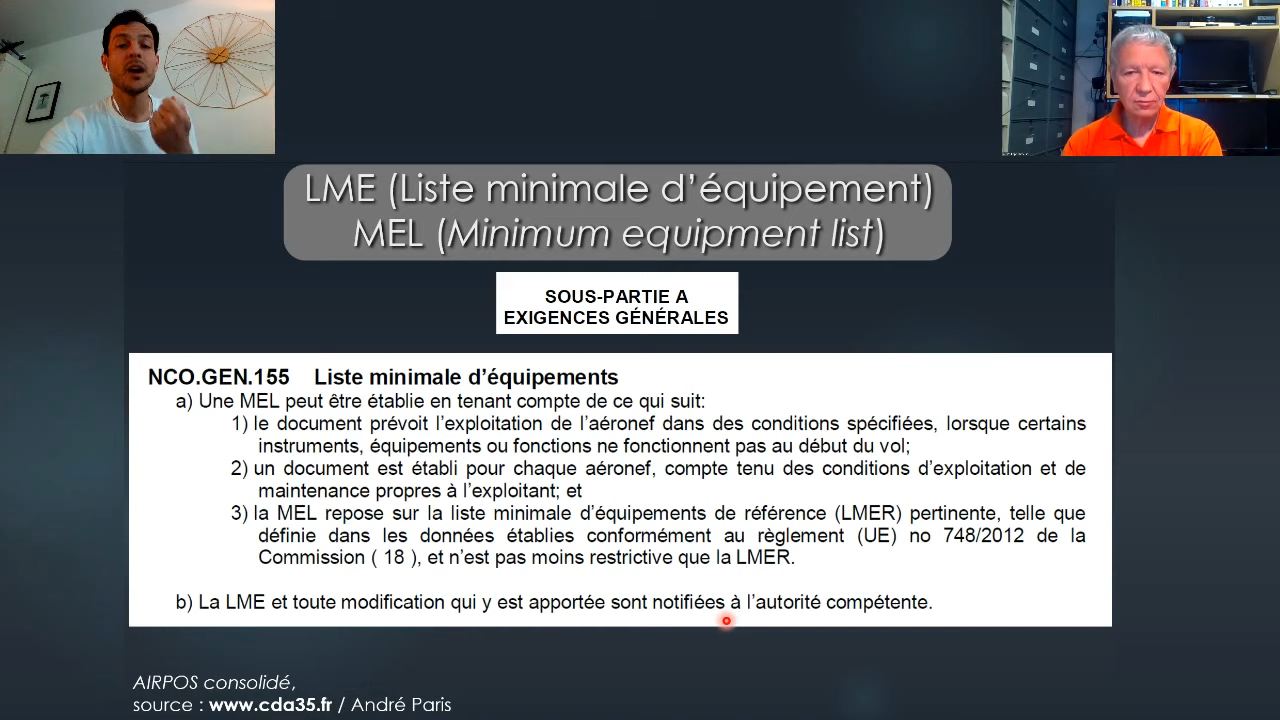 LME (Liste minimale d’équipement)
MEL (Minimum equipment list)
SOUS-PARTIE A
EXIGENCES GÉNÉRALES
NCO.GEN.155 Liste minimale d’équipements
a) Une MEL peut être établie en tenant compte de ce qui suit:
1) le document prévoit l’exploitation de l’aéronef dans des conditions spécifiées, lorsque certains
instruments, équipements ou fonctions ne fonctionnent pas au début du vol;
2) un document est établi pour chaque aéronef, compte tenu des conditions d’exploitation et de
maintenance propres à l’exploitant; et
3) la MEL repose sur la liste minimale d’équipements de référence (LMER) pertinente, telle que
définie dans les données établies conformément au règlement (UE) no 748/2012 de la
Commission ( 18 ), et n’est pas moins restrictive que la LMER.
b) La LME et toute modification qui y est apportée sont notifiées à l’autorité compétente.
AIRPOS consolidé,
source : www.cda35.fr / André Paris